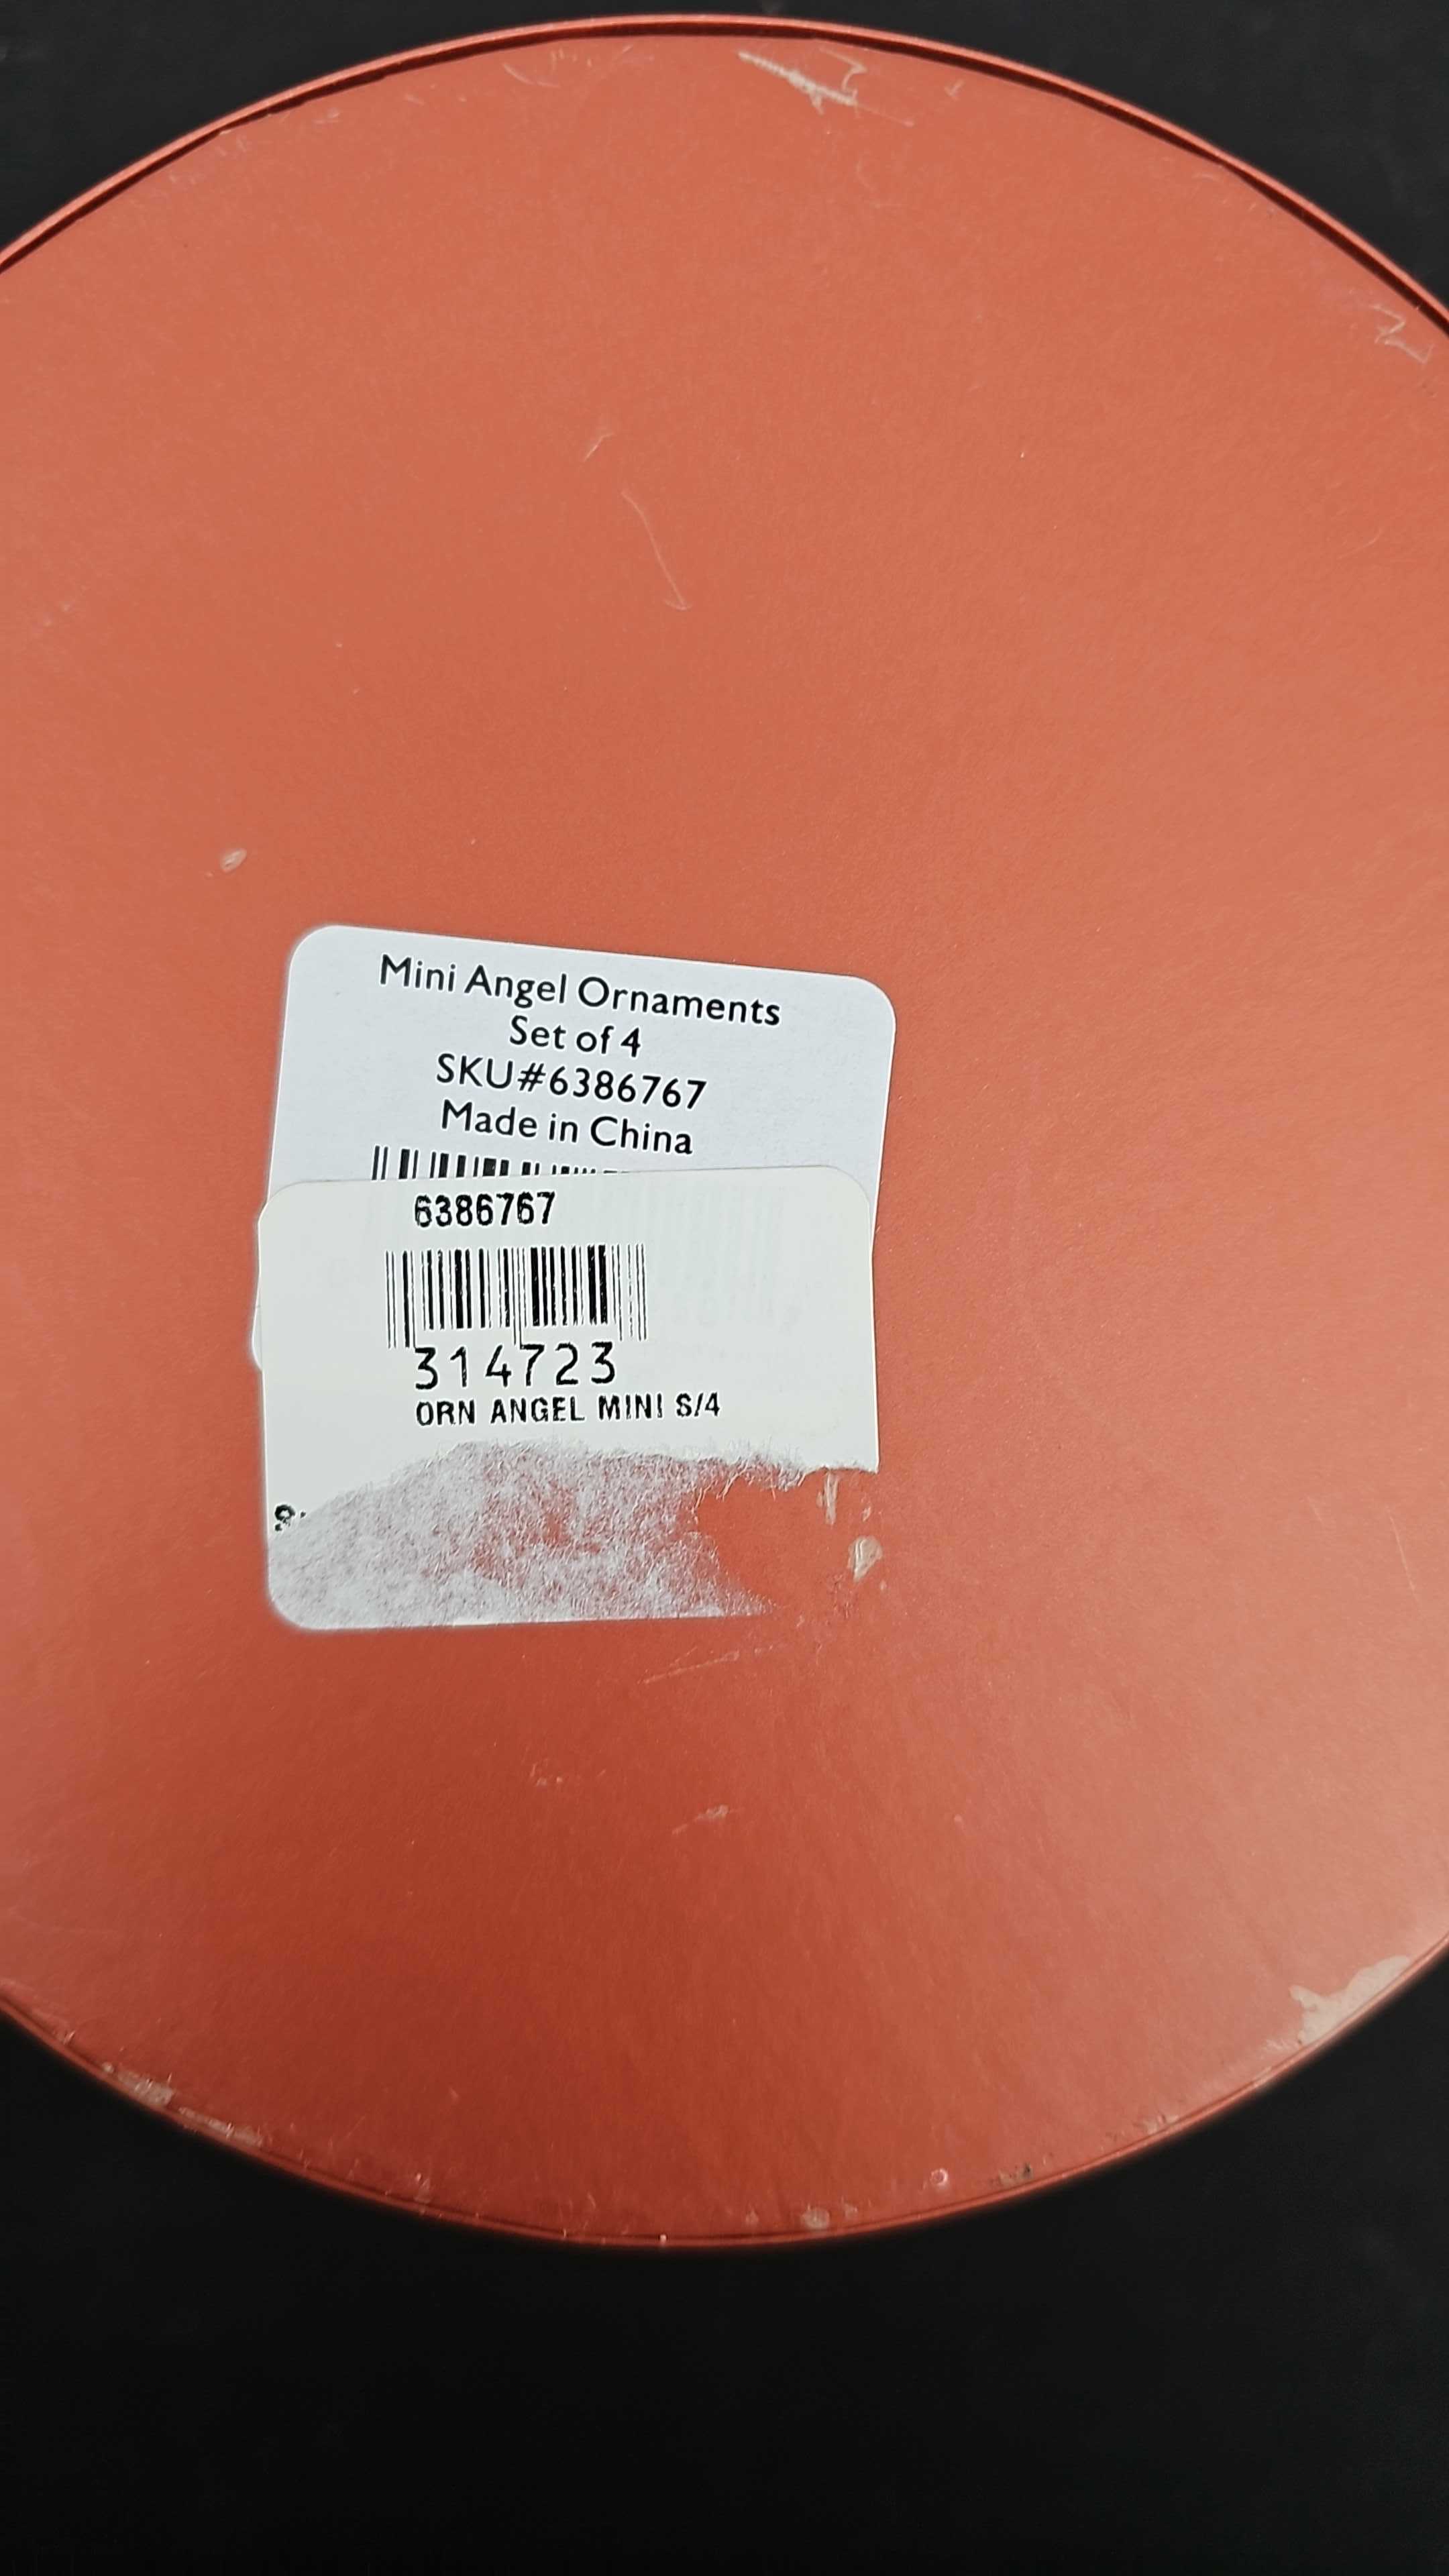 Mini Angel Ornaments
Set of 4
SKU#6386767
Made in China
6386767
314723
ORN ANGEL MINI S/4